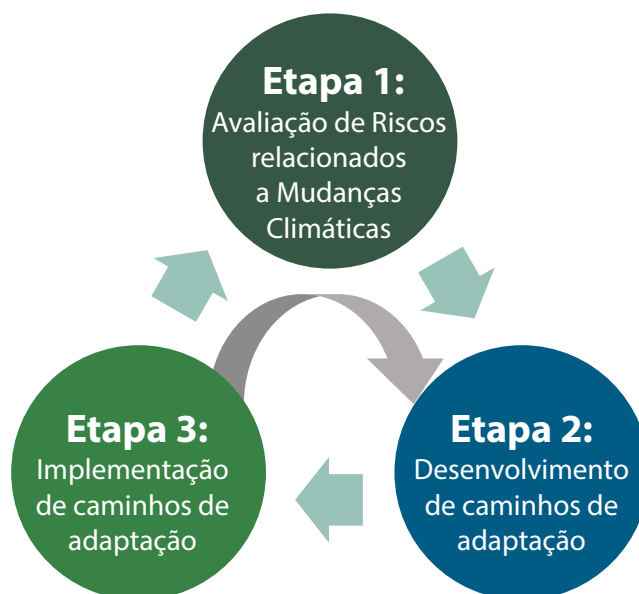 Etapa 1:
Avaliação de Riscos
relacionados
a Mudanças
Climáticas
Etapa 3:
Implementação
de caminhos de
adaptação
Etapa 2:
Desenvolvimento
de caminhos de
adaptação